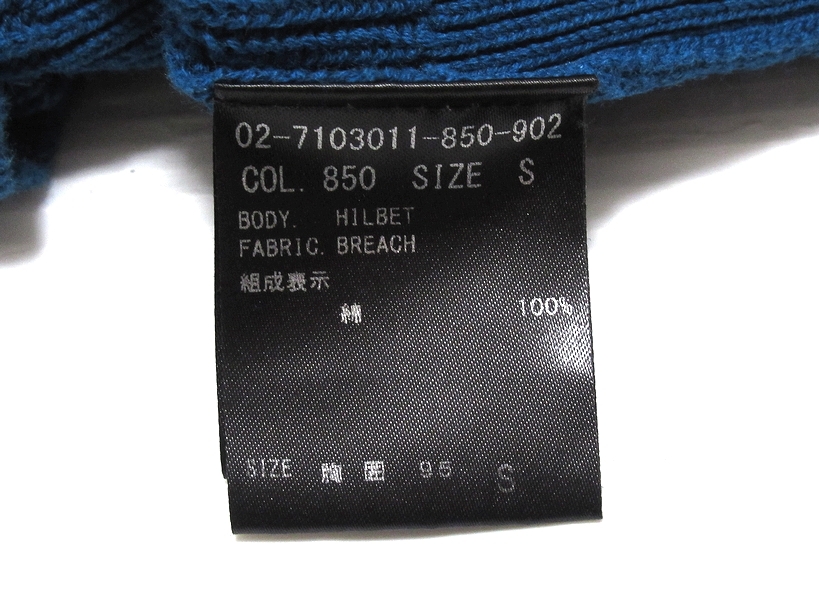 02-7103011-850-902
COL. 850 SIZE S
BODY. HILBET
FABRIC. BREACH
組成表示
綿 100%
SIZE 胸囲 95 S